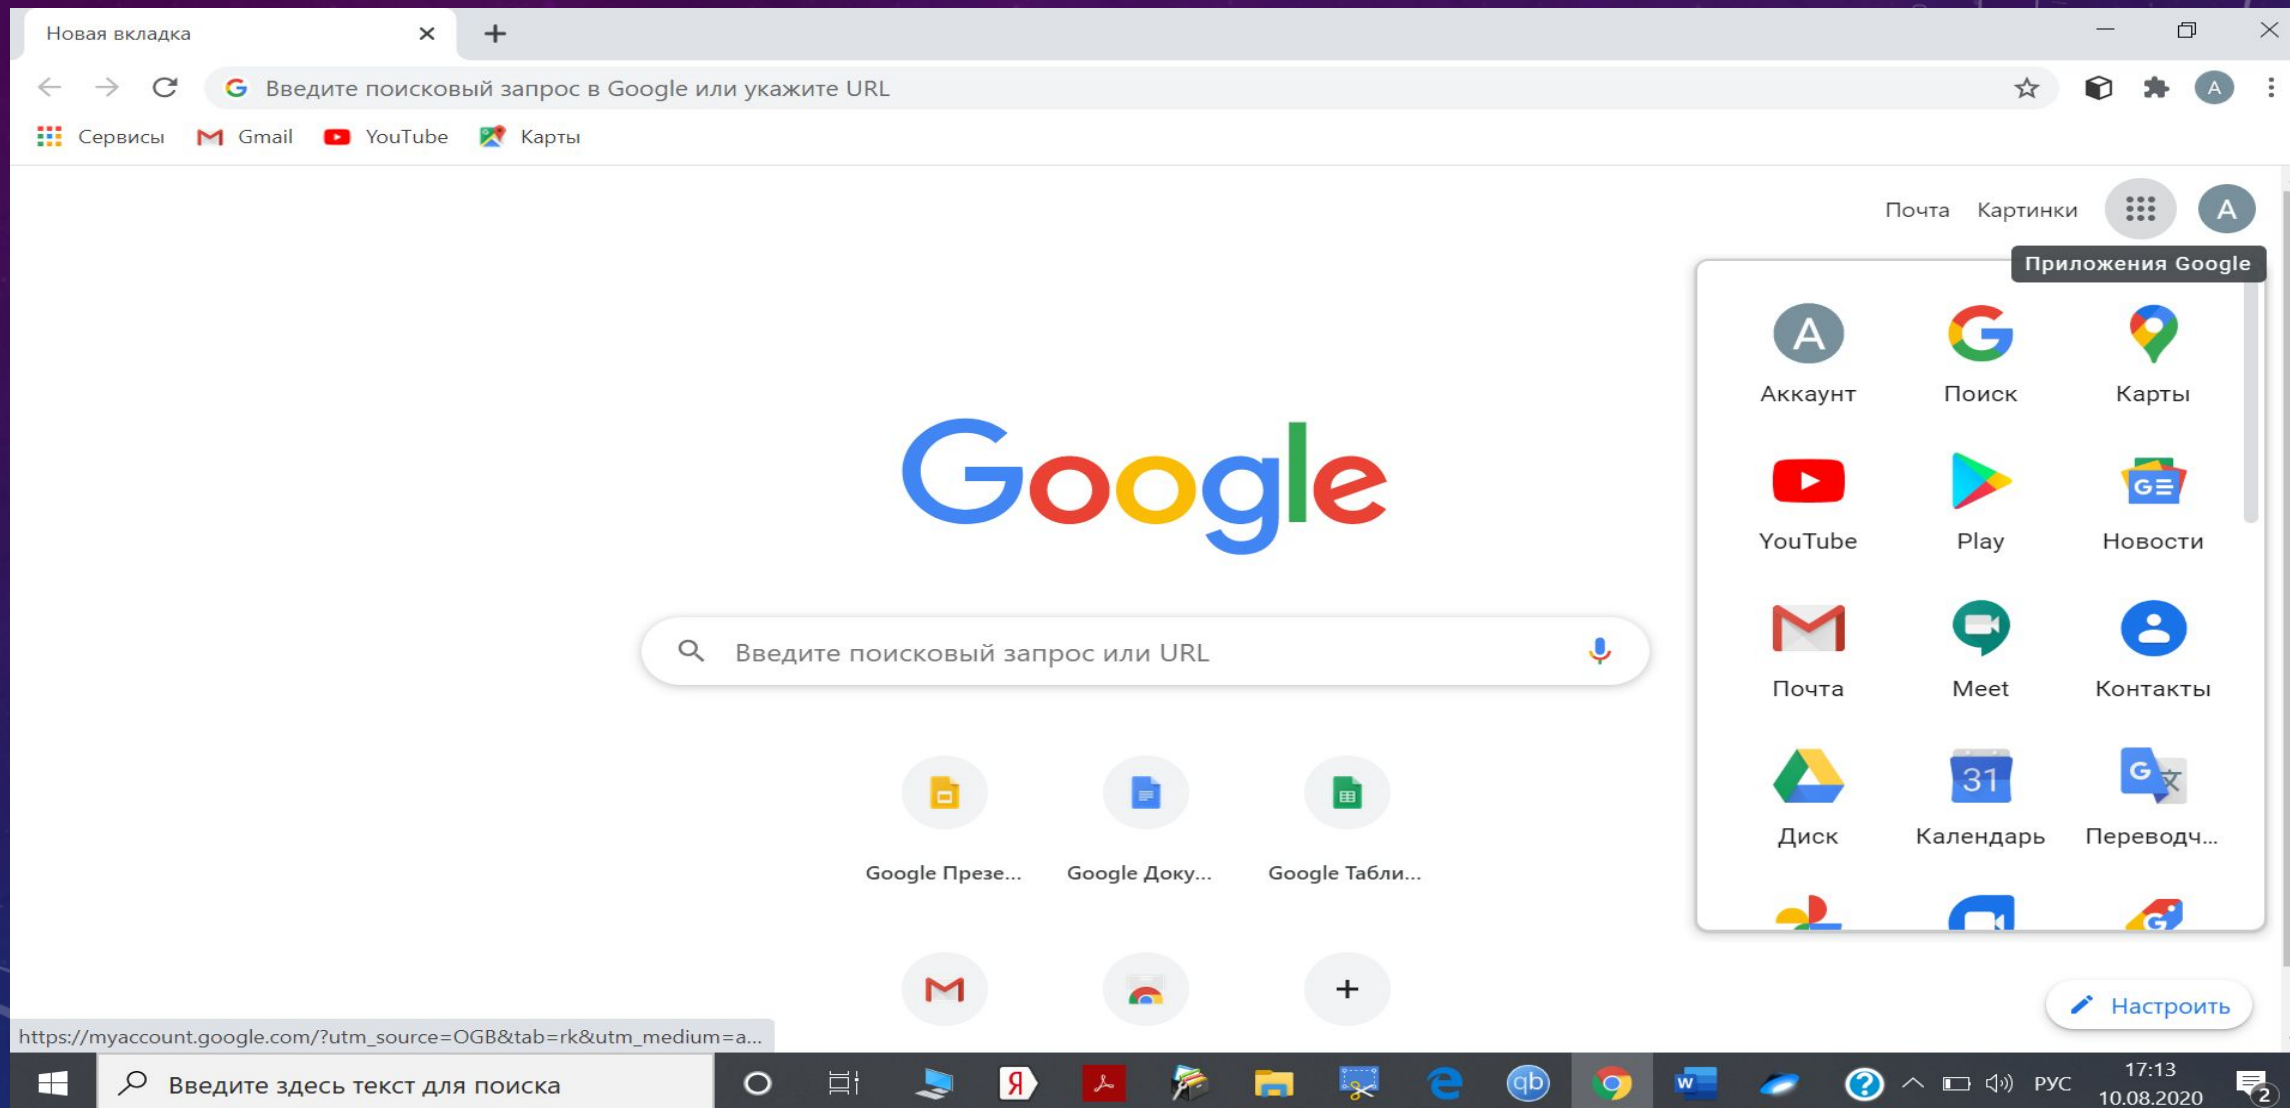 Новая вкладка
Введите поисковый запрос в Google или укажите URL
A
Сервисы Gmail YouTube Карты
Почта Картинки A
Приложения Google
A
Аккаунт Поиск Карты
Google
YouTube Play Новости
Введите поисковый запрос или URL
Почта Meet Контакты
31
Диск Календарь Переводч...
Google Презе... Google Доку... Google Табли...
Настроить
https://myaccount.google.com/?utm_source=OGB&tab=rk&utm_medium=a...
Введите здесь текст для поиска
Я
qb
W
?
РУС
17:13
10.08.2020
2